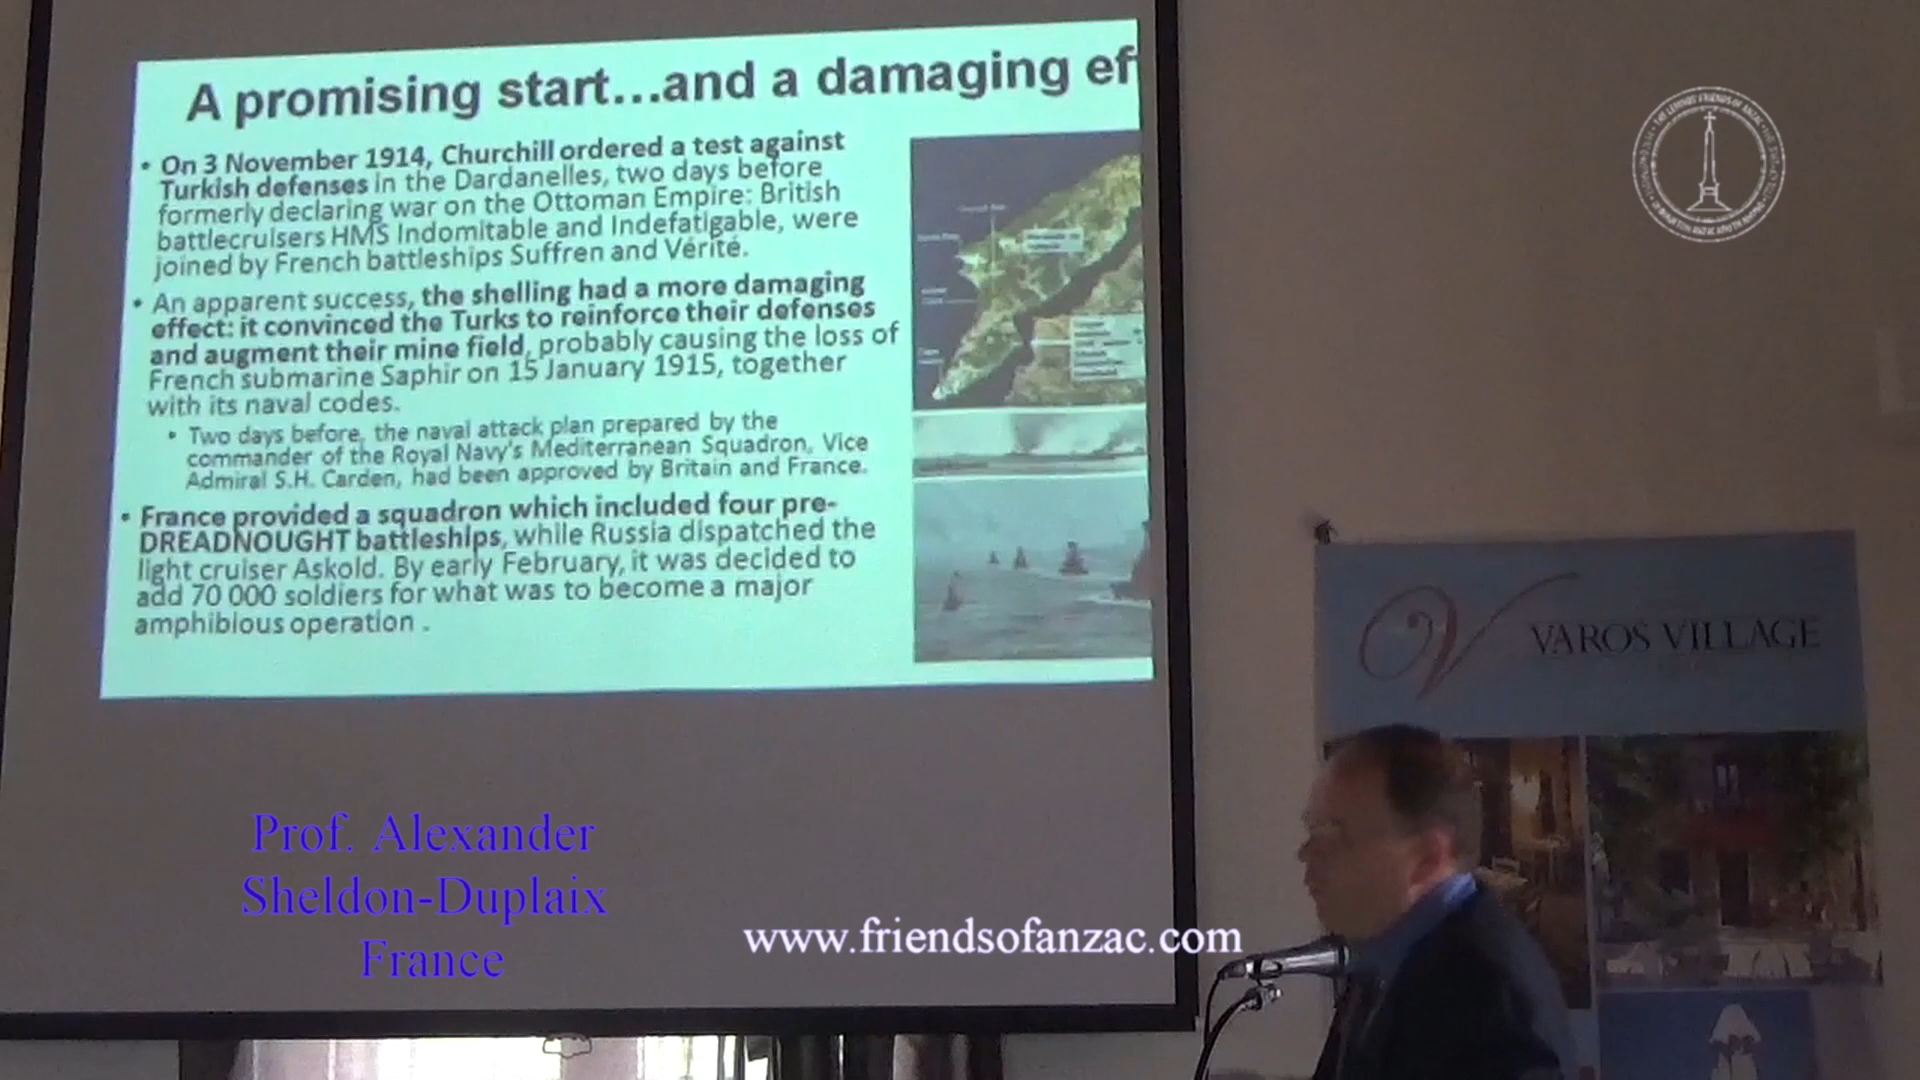 A promising start...and a damaging ef
• On 3 November 1914, Churchill ordered a test against
Turkish defenses in the Dardanelles, two days before
formerly declaring war on the Ottoman Empire: British
battlecruisers HMS Indomitable and Indefatigable, were
joined by French battleships Suffren and Vérité.
• An apparent success, the shelling had a more damaging
effect: it convinced the Turks to reinforce their defenses
and augment their mine field, probably causing the loss of
French submarine Saphir on 15 January 1915, together
with its naval codes.
• Two days before, the naval attack plan prepared by the
commander of the Royal Navy's Mediterranean Squadron, Vice
Admiral S.H. Carden, had been approved by Britain and France.
• France provided a squadron which included four pre-
DREADNOUGHT battleships, while Russia dispatched the
light cruiser Askold. By early February, it was decided to
add 70 000 soldiers for what was to become a major
amphibious operation .
VAROS VILLAGE
Prof. Alexander
Sheldon-Duplaix
France
www.friendsofanzac.com